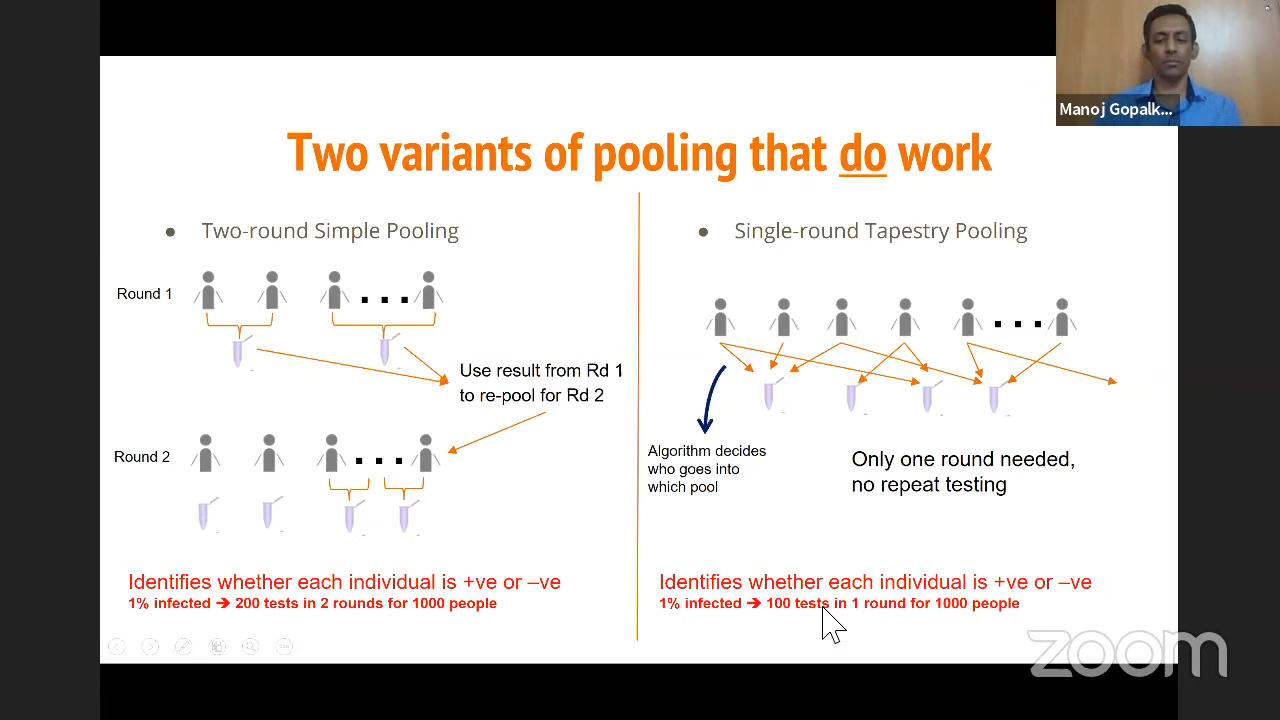 Manoj Gopalk...
Two variants of pooling that do work
● Two-round Simple Pooling
Round 1
Use result from Rd 1
to re-pool for Rd 2
Round 2
Identifies whether each individual is +ve or –ve
1% infected ➔ 200 tests in 2 rounds for 1000 people
● Single-round Tapestry Pooling
Algorithm decides
who goes into
which pool
Only one round needed,
no repeat testing
Identifies whether each individual is +ve or –ve
1% infected ➔ 100 tests in 1 round for 1000 people
zoom